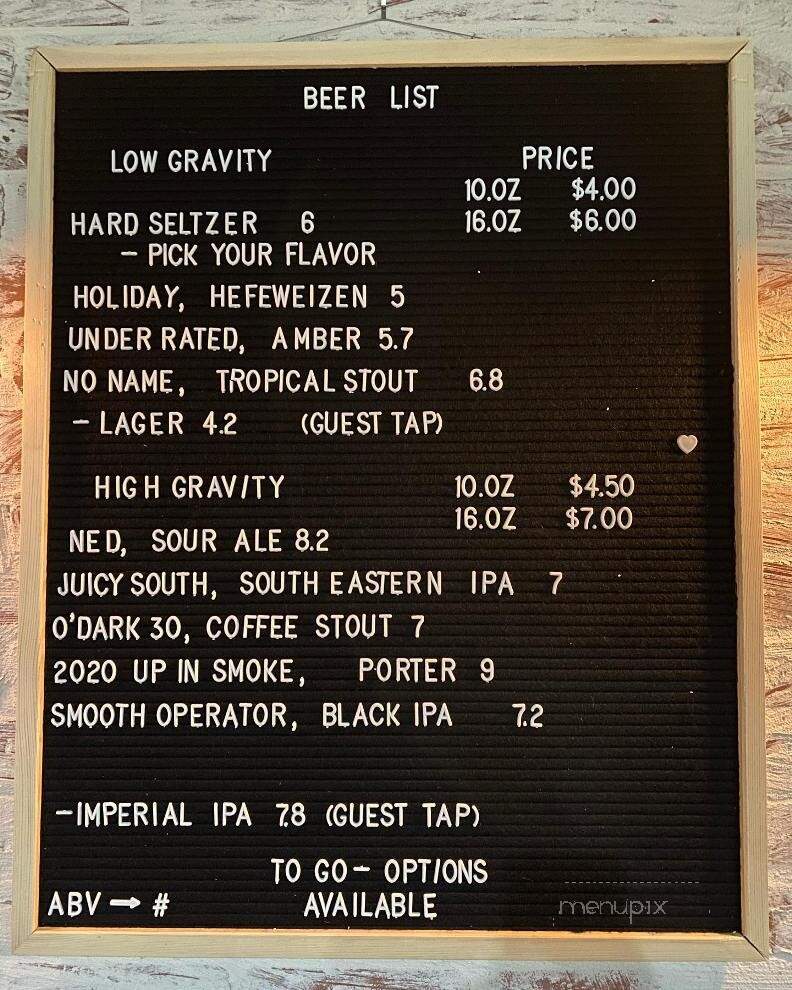 BEER LIST
LOW GRAVITY PRICE
10.OZ $4.00
HARD SELTZER 6 16.OZ $6.00
- PICK YOUR FLAVOR
HOLIDAY, HEFEWEIZEN 5
UNDER RATED, AMBER 5.7
NO NAME, TROPICAL STOUT 6.8
- LAGER 4.2 (GUEST TAP)
HIGH GRAVITY 10.OZ $4.50
16.OZ $7.00
NED, SOUR ALE 8.2
JUICY SOUTH, SOUTH EASTERN IPA 7
O'DARK 30, COFFEE STOUT 7
2020 UP IN SMOKE, PORTER 9
SMOOTH OPERATOR, BLACK IPA 7.2
-IMPERIAL IPA 7.8 (GUEST TAP)
TO GO - OPTIONS
ABV → # AVAILABLE
menupix